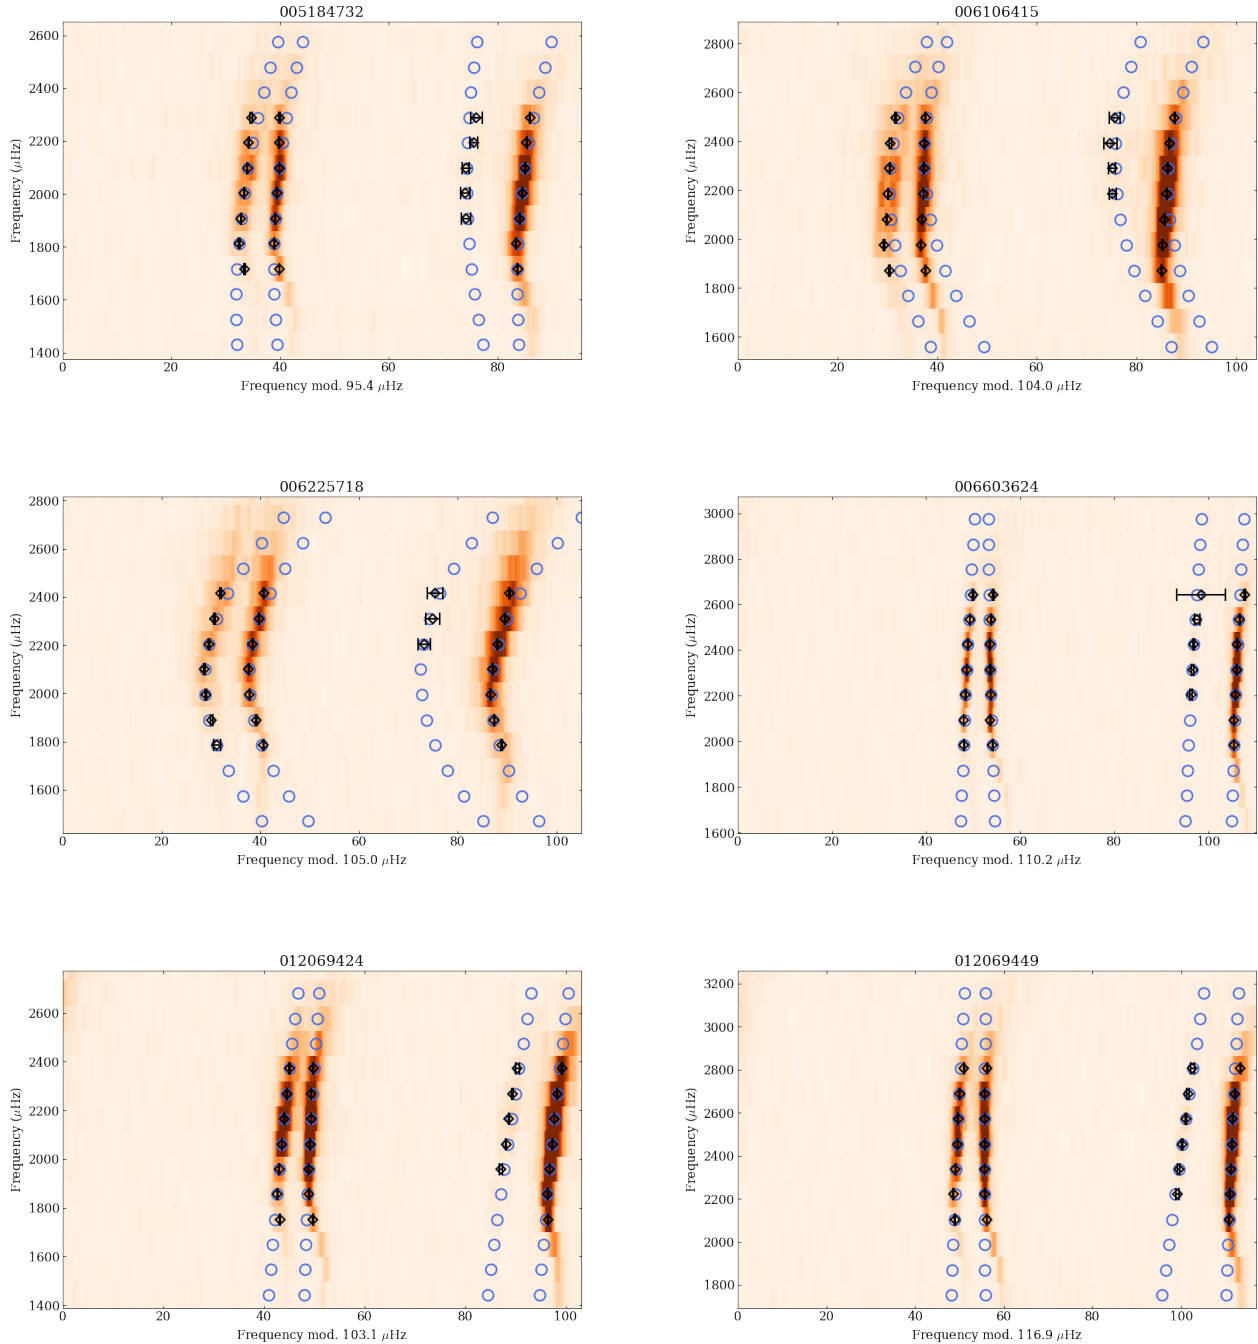 005184732
2600
2400
2200
2000
1800
1600
1400
Frequency (μHz)
0 20 40 60 80
Frequency mod. 95.4 μHz
006106415
2800
2600
2400
2200
2000
1800
1600
Frequency (μHz)
0 20 40 60 80 100
Frequency mod. 104.0 μHz
006225718
2800
2600
2400
2200
2000
1800
1600
Frequency (μHz)
0 20 40 60 80 100
Frequency mod. 105.0 μHz
006603624
3000
2800
2600
2400
2200
2000
1800
1600
Frequency (μHz)
0 20 40 60 80 100
Frequency mod. 110.2 μHz
012069424
2600
2400
2200
2000
1800
1600
1400
Frequency (μHz)
0 20 40 60 80 100
Frequency mod. 103.1 μHz
012069449
3200
3000
2800
2600
2400
2200
2000
1800
Frequency (μHz)
0 20 40 60 80 100
Frequency mod. 116.9 μHz